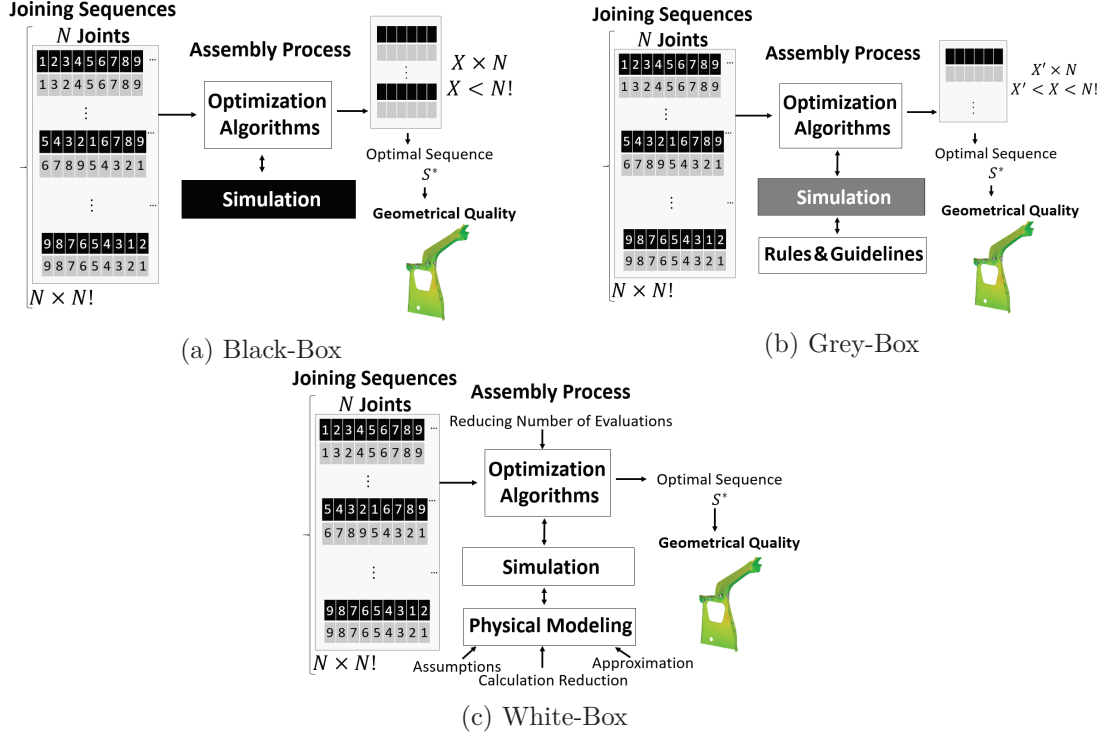 Joining Sequences
N Joints
1 2 3 4 5 6 7 8 9 ...
1 3 2 4 5 6 7 8 9
⋮
5 4 3 2 1 6 7 8 9 ...
6 7 8 9 5 4 3 2 1
⋮ ...
9 8 7 6 5 4 3 1 2
9 8 7 6 5 4 3 2 1
N × N!
Assembly Process
Optimization
Algorithms
Simulation
⋮
X × N
X < N!
Optimal Sequence
S*
Geometrical Quality
(a) Black-Box
Joining Sequences
N Joints
1 2 3 4 5 6 7 8 9 ...
1 3 2 4 5 6 7 8 9
⋮
5 4 3 2 1 6 7 8 9 ...
6 7 8 9 5 4 3 2 1
⋮ ...
9 8 7 6 5 4 3 1 2
9 8 7 6 5 4 3 2 1
N × N!
Assembly Process
Optimization
Algorithms
Simulation
Rules & Guidelines
⋮
X′ × N
X′ < X < N!
Optimal Sequence
S*
Geometrical Quality
(b) Grey-Box
Joining Sequences
N Joints
1 2 3 4 5 6 7 8 9 ...
1 3 2 4 5 6 7 8 9
⋮
5 4 3 2 1 6 7 8 9 ...
6 7 8 9 5 4 3 2 1
⋮ ...
9 8 7 6 5 4 3 1 2
9 8 7 6 5 4 3 2 1
N × N!
Assembly Process
Reducing Number of Evaluations
Optimization
Algorithms
Simulation
Physical Modeling
Assumptions
Calculation Reduction
Approximation
Optimal Sequence
S*
Geometrical Quality
(c) White-Box